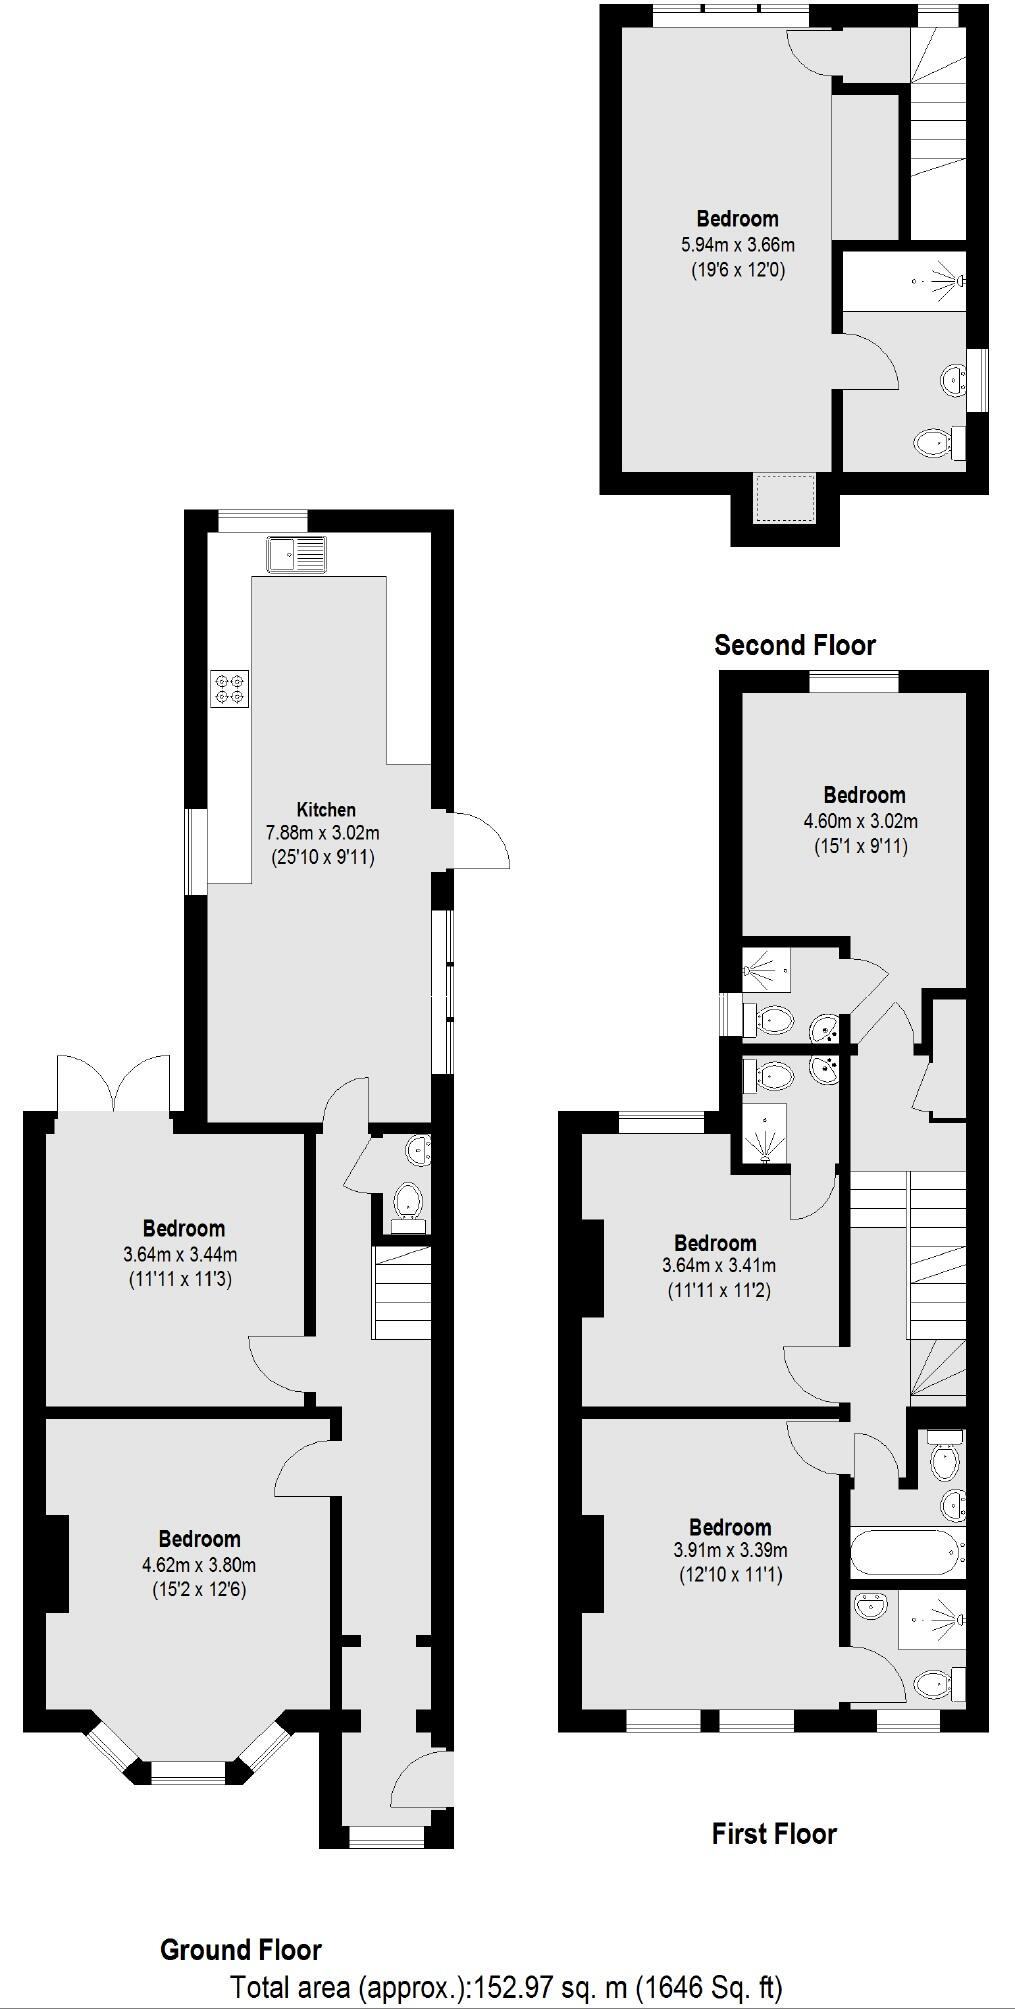 Bedroom
5.94m x 3.66m
(19'6 x 12'0)
Second Floor
Kitchen
7.88m x 3.02m
(25'10 x 9'11)
Bedroom
4.60m x 3.02m
(15'1 x 9'11)
Bedroom
3.64m x 3.44m
(11'11 x 11'3)
Bedroom
3.64m x 3.41m
(11'11 x 11'2)
Bedroom
4.62m x 3.80m
(15'2 x 12'6)
Bedroom
3.91m x 3.39m
(12'10 x 11'1)
First Floor
Ground Floor
Total area (approx.):152.97 sq. m (1646 Sq. ft)